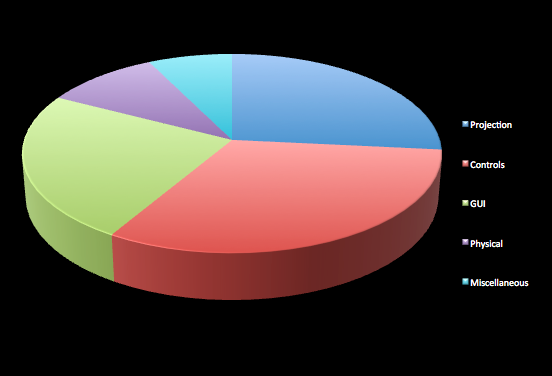 Projection
Controls
GUI
Physical
Miscellaneous